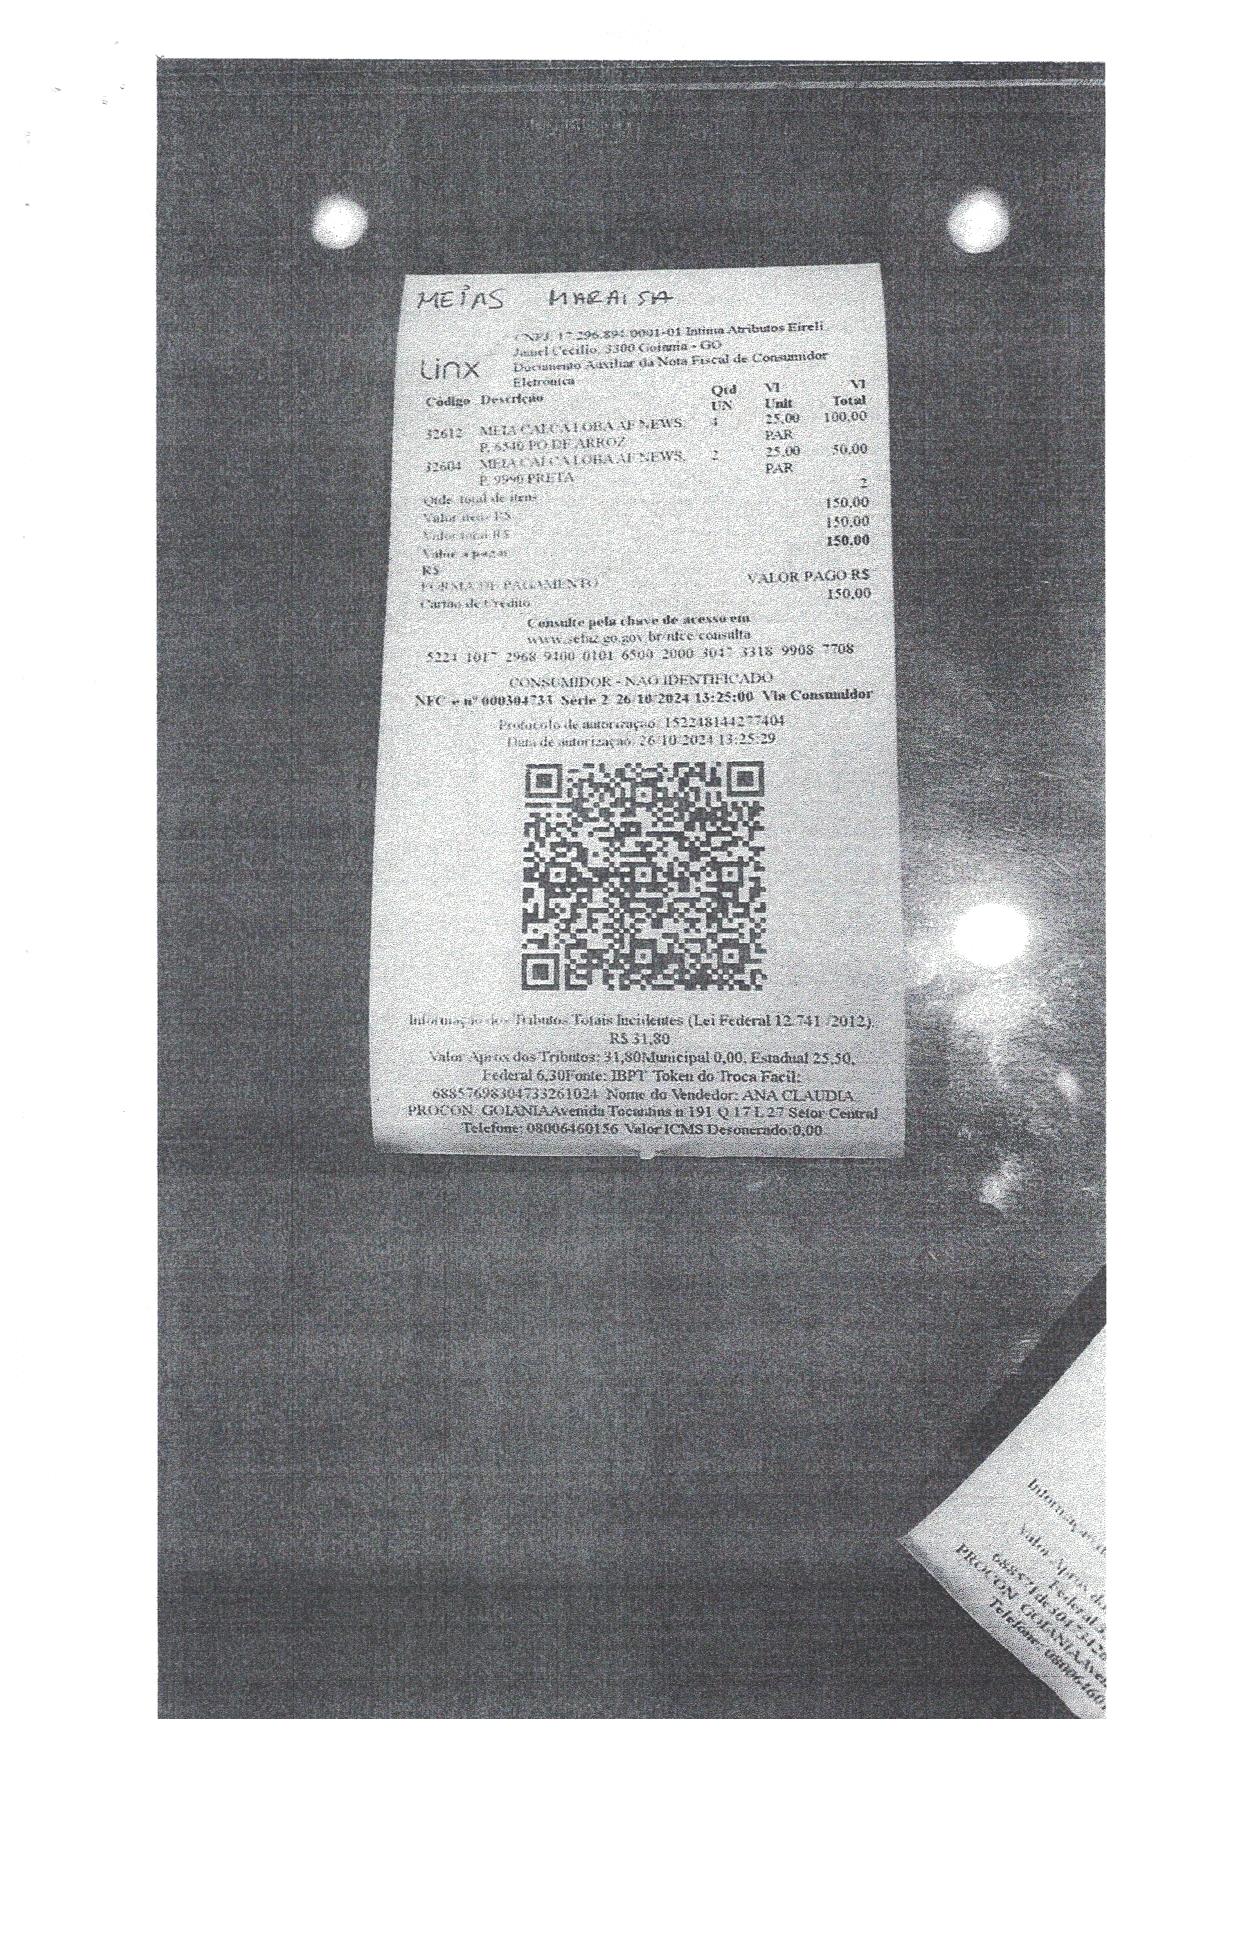 MEIAS MARAISA
CNPJ: 17.296.894/0001-01 Intima Atributos Eireli
Jamel Cecilio, 3300 Goiania - GO
Linx
Documento Auxiliar da Nota Fiscal de Consumidor
Eletronica
Código Descrição Qtd UN Vl Unit Vl Total
32612 MEIA CALCA LOBA AF NEWS. 4 25,00 100,00
P. 6540 PO DE ARROZ PAR
32604 MEIA CALCA LOBA AF NEWS. 2 25,00 50,00
P. 9990 PRETA PAR
Qtde. total de itens 2
Valor itens R$ 150,00
Valor total R$ 150,00
Valor a pagar 150,00
R$
FORMA DE PAGAMENTO VALOR PAGO R$
Cartao de Credito 150,00
Consulte pela chave de acesso em
www.sefaz.go.gov.br/nfce/consulta
5224 1017 2968 9400 0101 6500 2000 3047 3318 9908 7708
CONSUMIDOR - NAO IDENTIFICADO
NFC-e nº 000304733 Serie 2 26/10/2024 13:25:00 Via Consumidor
Protocolo de autorização: 152248144277404
Data de autorização: 26/10/2024 13:25:29
Informação dos Tributos Totais Incidentes (Lei Federal 12.741 /2012).
R$ 31,80
Valor Aprox dos Tributos: 31,80Municipal 0,00, Estadual 25,50,
Federal 6,30Fonte: IBPT Token do Troca Facil:
68857698304733261024 Nome do Vendedor: ANA CLAUDIA
PROCON GOIANIAAvenida Tocantins n 191 Q 17 L 27 Setor Central
Telefone: 08006460156 Valor ICMS Desonerado:0,00
Valor Aprox
Federal
PROCON GOIANIA
Telefone: